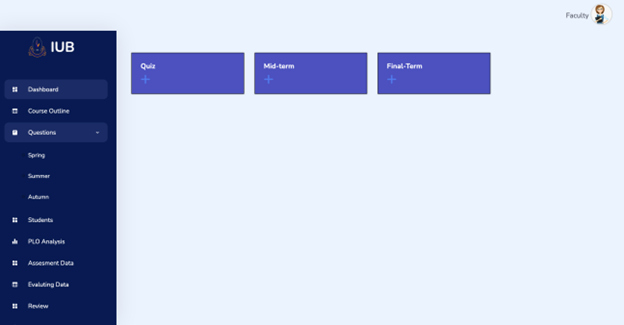 Faculty
IUB
Dashboard
Course Outline
Questions
Spring
Summer
Autumn
Students
PLO Analysis
Assesment Data
Evaluting Data
Review
Quiz
Mid-term
Final-Term